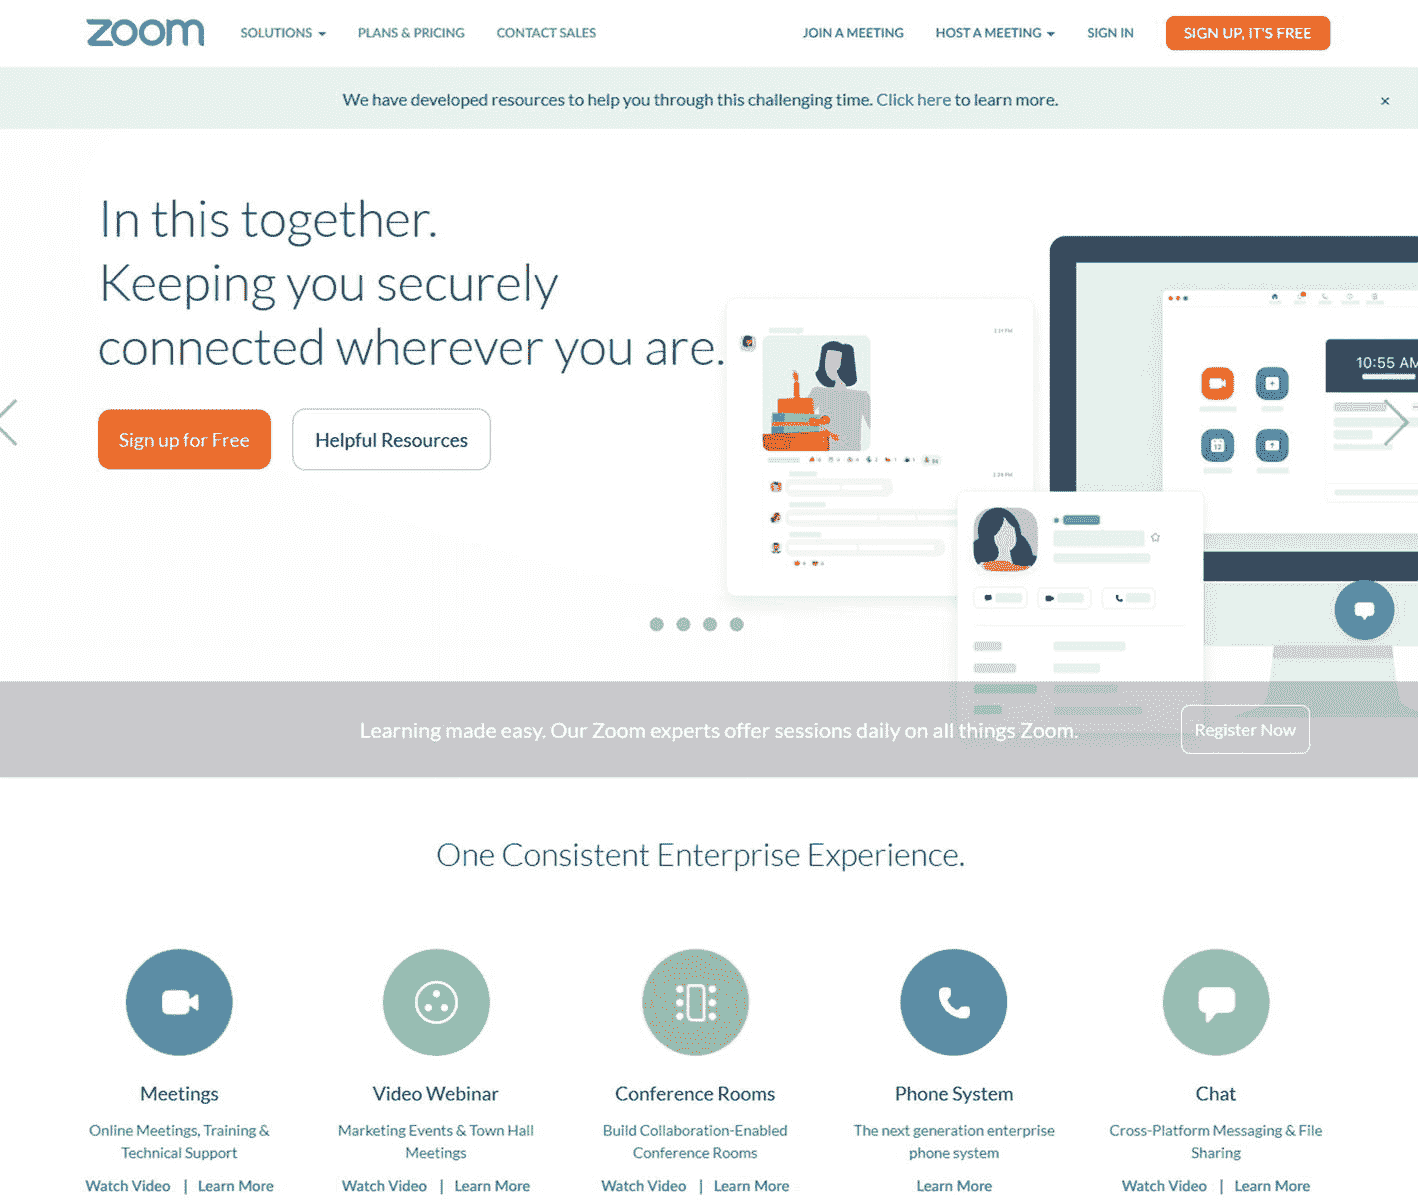 zoom SOLUTIONS PLANS & PRICING CONTACT SALES JOIN A MEETING HOST A MEETING SIGN IN SIGN UP, IT'S FREE
We have developed resources to help you through this challenging time. Click here to learn more. ×
In this together.
Keeping you securely
connected wherever you are.
Sign up for Free Helpful Resources
10:55 AM
Learning made easy. Our Zoom experts offer sessions daily on all things Zoom. Register Now
One Consistent Enterprise Experience.
Meetings
Online Meetings, Training &
Technical Support
Watch Video | Learn More
Video Webinar
Marketing Events & Town Hall
Meetings
Watch Video | Learn More
Conference Rooms
Build Collaboration-Enabled
Conference Rooms
Watch Video | Learn More
Phone System
The next generation enterprise
phone system
Learn More
Chat
Cross-Platform Messaging & File
Sharing
Watch Video | Learn More